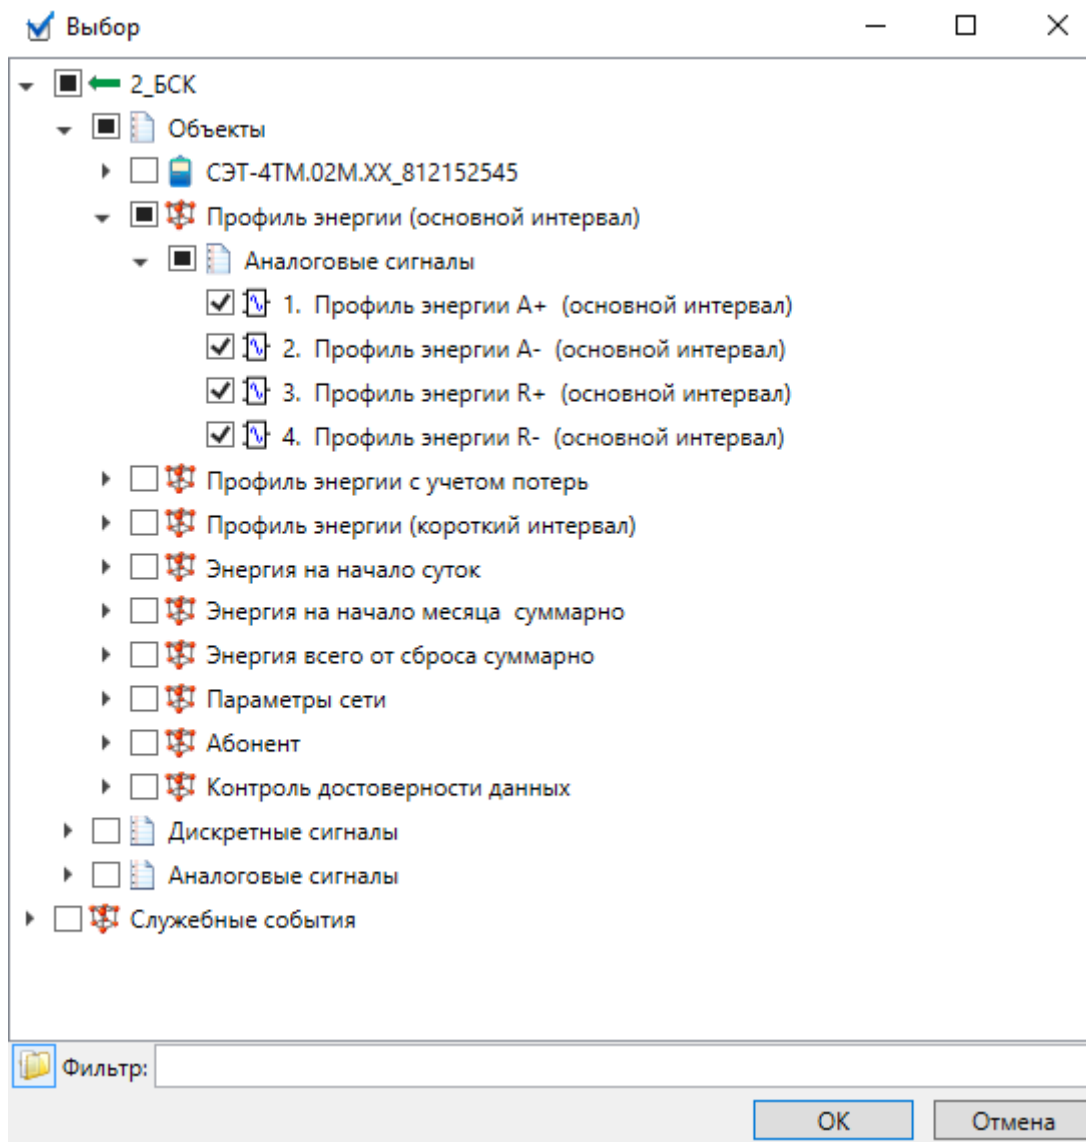 Выбор
2_БСК
Объекты
СЭТ-4ТМ.02М.XX_812152545
Профиль энергии (основной интервал)
Аналоговые сигналы
1. Профиль энергии A+ (основной интервал)
2. Профиль энергии A- (основной интервал)
3. Профиль энергии R+ (основной интервал)
4. Профиль энергии R- (основной интервал)
Профиль энергии с учетом потерь
Профиль энергии (короткий интервал)
Энергия на начало суток
Энергия на начало месяца суммарно
Энергия всего от сброса суммарно
Параметры сети
Абонент
Контроль достоверности данных
Дискретные сигналы
Аналоговые сигналы
Служебные события
Фильтр:
ОК Отмена